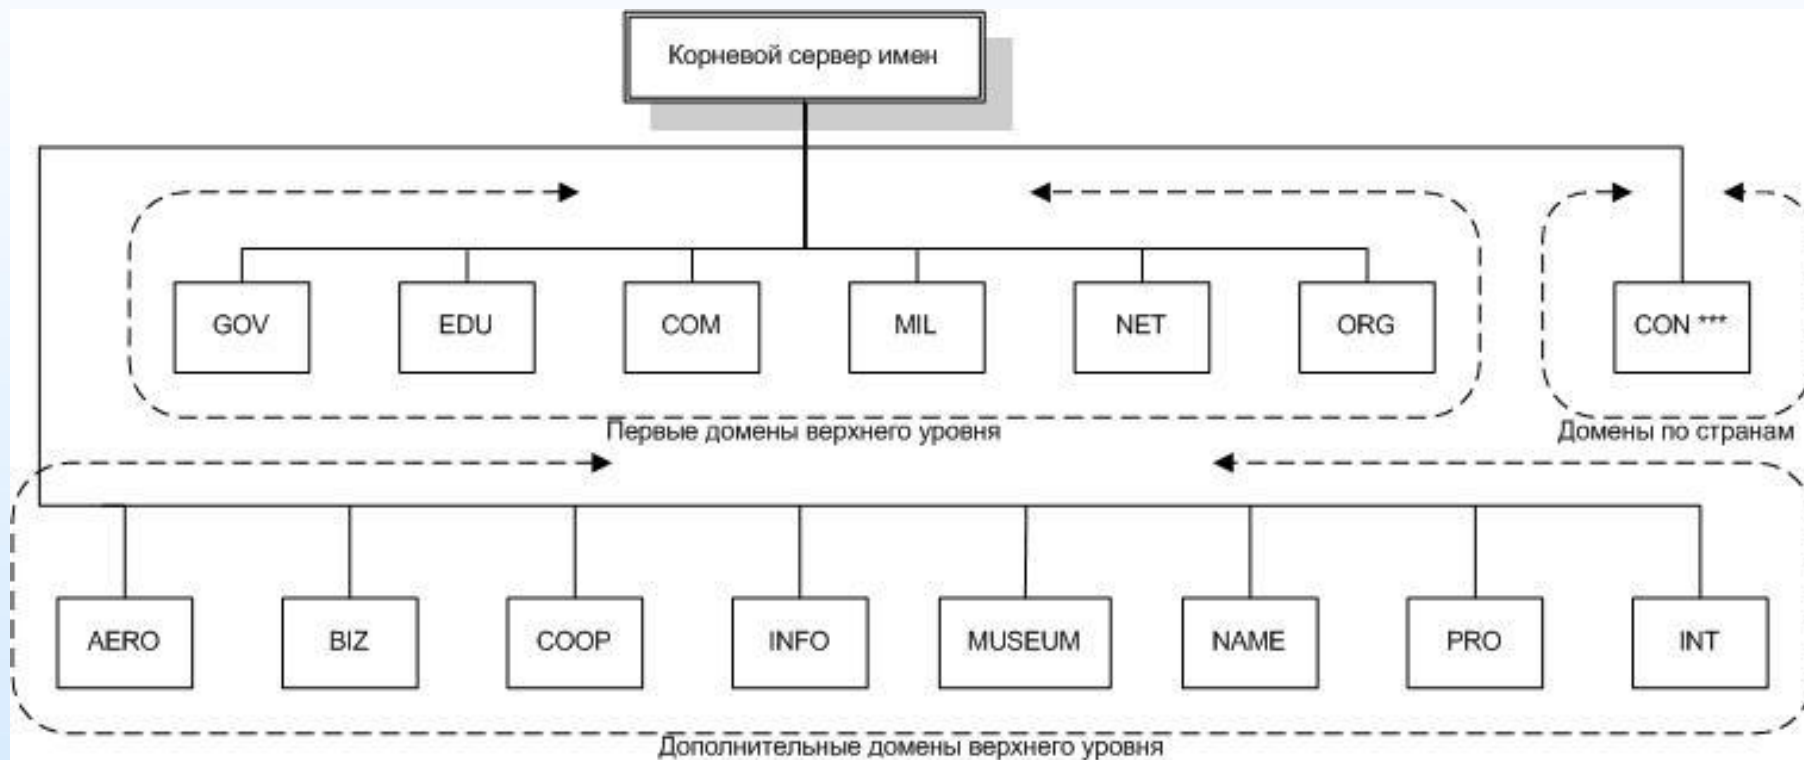 Корневой сервер имен
GOV EDU COM MIL NET ORG CON ***
Первые домены верхнего уровня Домены по странам
AERO BIZ COOP INFO MUSEUM NAME PRO INT
Дополнительные домены верхнего уровня